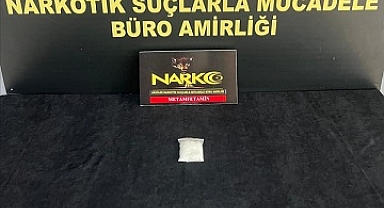 NARKOTİK SUÇLARLA MÜCADELE
BÜRO AMİRLİĞİ
NARKO
METAMFETAMİN